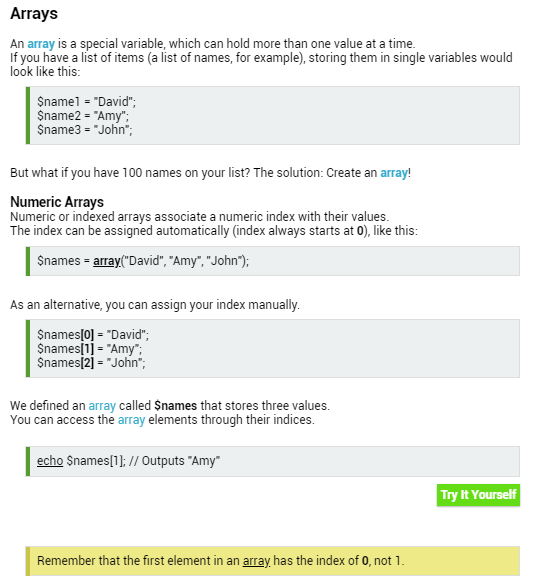 Arrays
An array is a special variable, which can hold more than one value at a time.
If you have a list of items (a list of names, for example), storing them in single variables would
look like this:
$name1 = "David";
$name2 = "Amy";
$name3 = "John";
But what if you have 100 names on your list? The solution: Create an array!
Numeric Arrays
Numeric or indexed arrays associate a numeric index with their values.
The index can be assigned automatically (index always starts at 0), like this:
$names = array("David", "Amy", "John");
As an alternative, you can assign your index manually.
$names[0] = "David";
$names[1] = "Amy";
$names[2] = "John";
We defined an array called $names that stores three values.
You can access the array elements through their indices.
echo $names[1]; // Outputs "Amy"
Try It Yourself
Remember that the first element in an array has the index of 0, not 1.